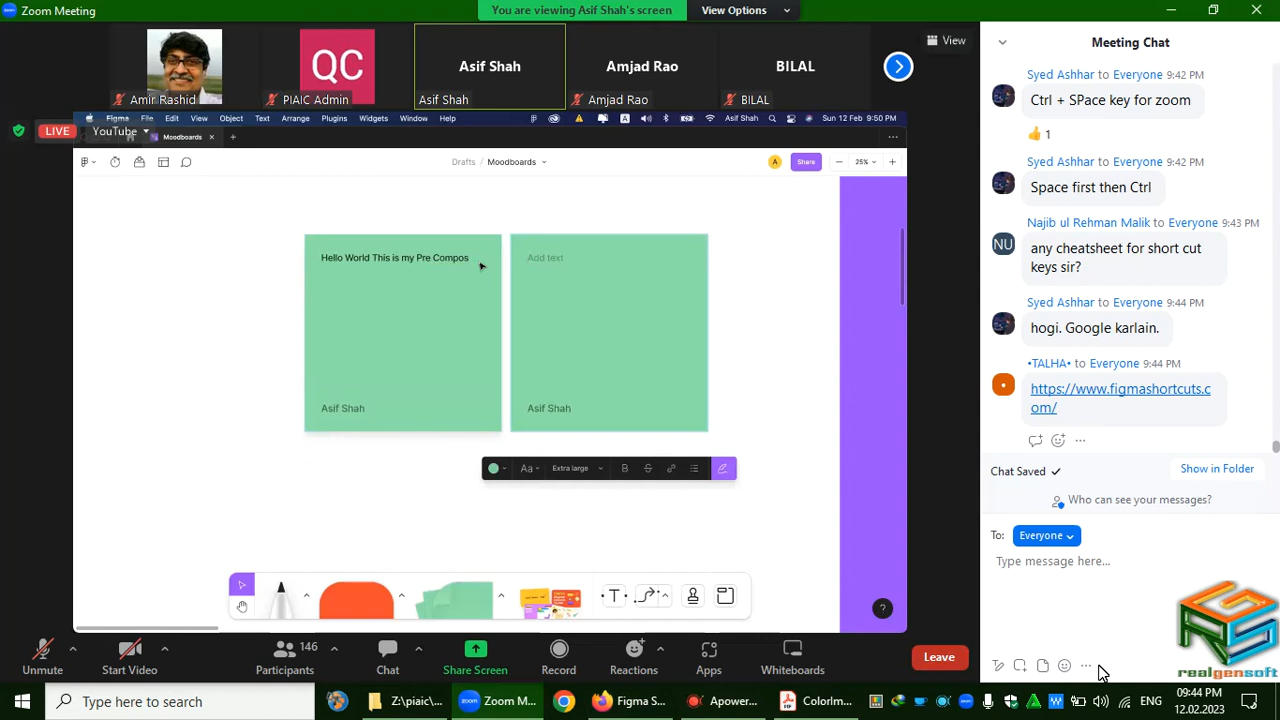 Zoom Meeting
You are viewing Asif Shah's screen
View Options
QC
Asif Shah
Amjad Rao
BILAL
View
Amir Rashid
PIAIC Admin
Asif Shah
Amjad Rao
BILAL
LIVE
YouTube
Figma File Edit View Object Text Arrange Plugins Widgets Window Help
A
Asif Shah
Sun 12 Feb 9:50 PM
Moodboards
Drafts / Moodboards
A
Share
25%
Hello World This is my Pre Compos
Add text
Asif Shah
Asif Shah
Aa
Extra large
B
S
T
?
Meeting Chat
Syed Ashhar to Everyone 9:42 PM
Ctrl + SPace key for zoom
👍 1
Syed Ashhar to Everyone 9:42 PM
Space first then Ctrl
Najib ul Rehman Malik to Everyone 9:43 PM
NU
any cheatsheet for short cut
keys sir?
Syed Ashhar to Everyone 9:44 PM
hogi. Google karlain.
•TALHA• to Everyone 9:44 PM
https://www.figmashortcuts.c
om/
Chat Saved
Show in Folder
Who can see your messages?
To: Everyone
Type message here...
realgensoft
Unmute
Start Video
146
Participants
Chat
Share Screen
Record
Reactions
Apps
Whiteboards
Leave
Type here to search
Z:\piaic\...
zoom
Zoom M...
Figma S...
Apower...
ColorIm...
zoom
ENG
09:44 PM
12.02.2023